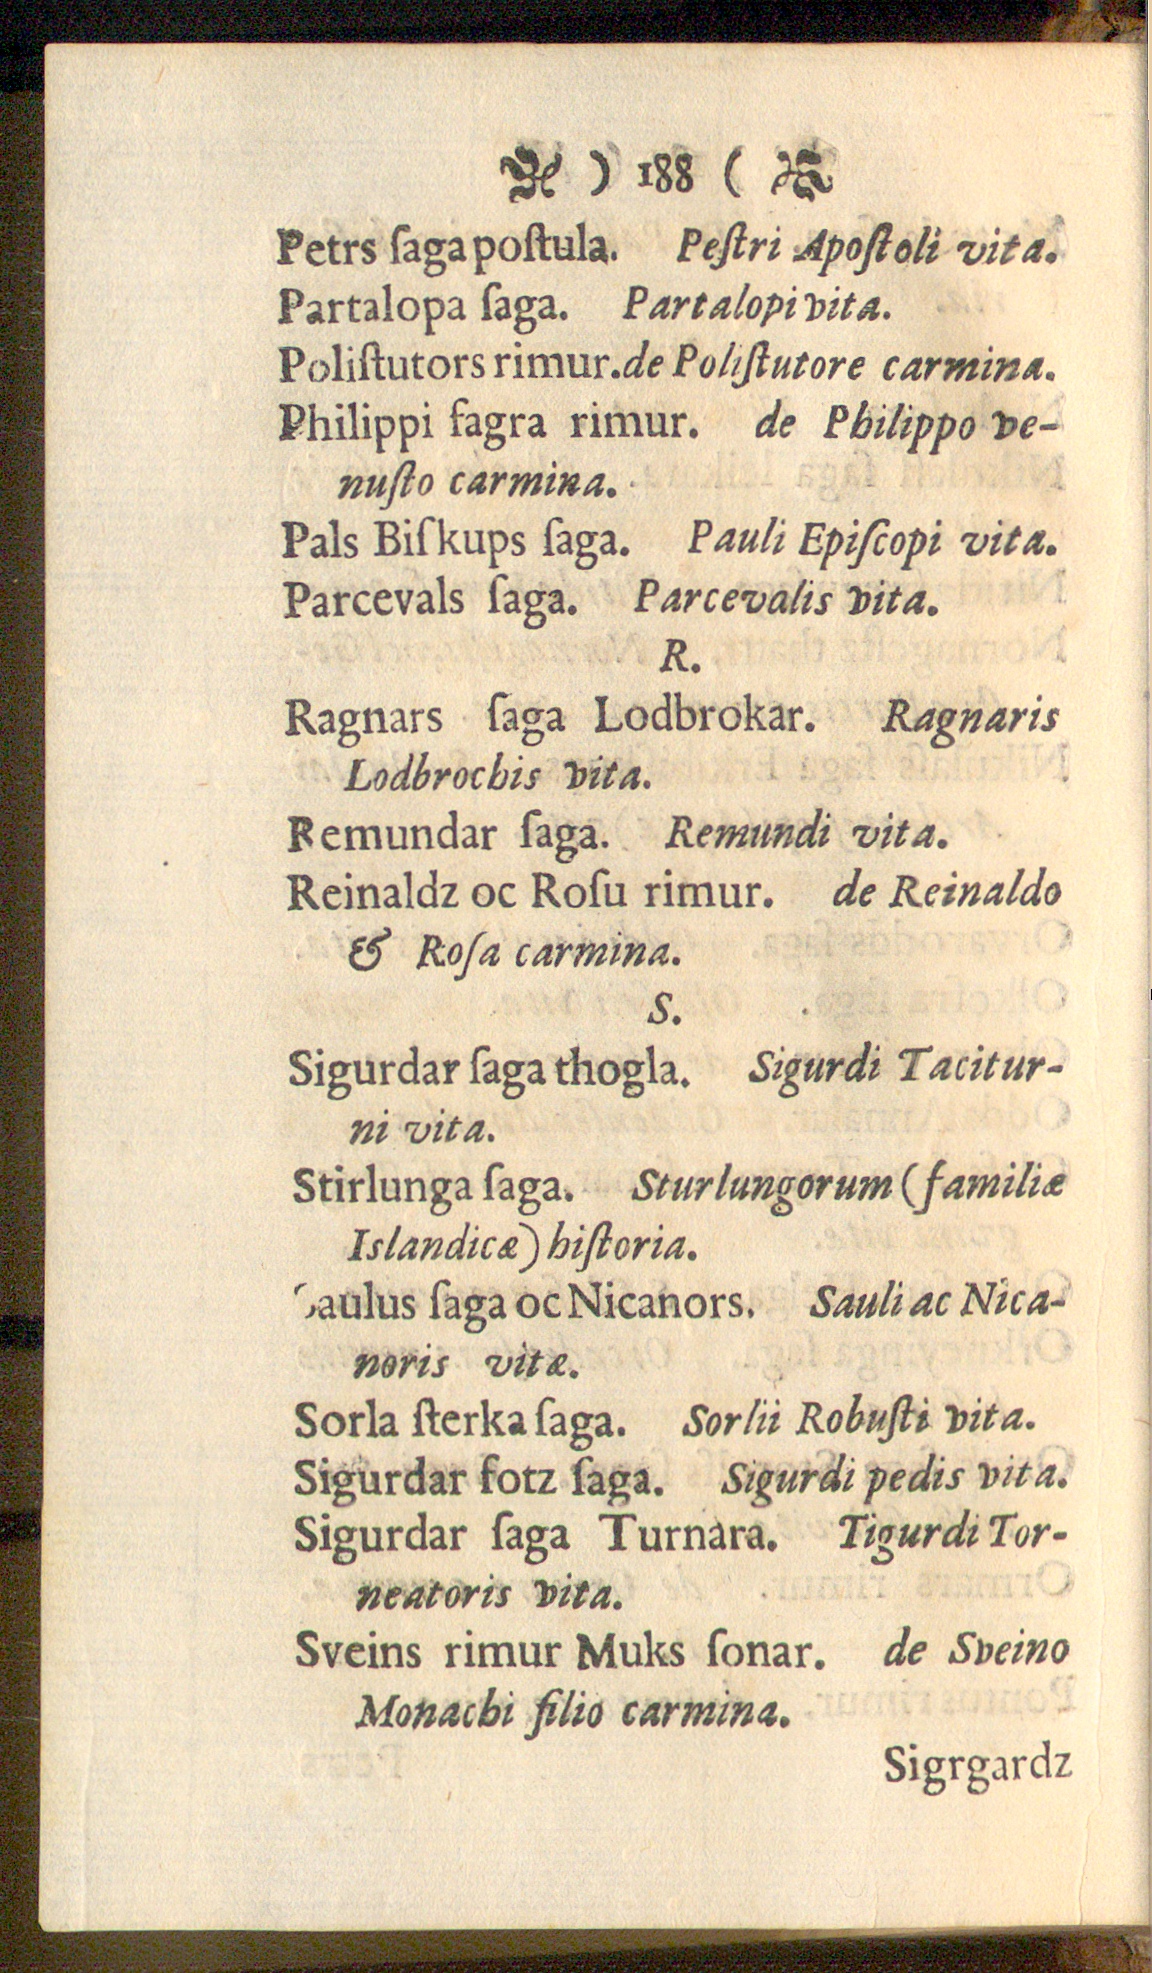 ) 188 (
Petrs ſaga poſtula. Peſtri Apoſtoli vita.
Partalopa ſaga. Partalopi vita.
Poliſtutors rimur. de Poliſtutore carmina.
Philippi fagra rimur. de Philippo ve-
nuſto carmina.
Pals Biſkups ſaga. Pauli Epiſcopi vita.
Parcevals ſaga. Parcevalis vita.
R.
Ragnars ſaga Lodbrokar. Ragnaris
Lodbrochis vita.
Remundar ſaga. Remundi vita.
Reinaldz oc Roſu rimur. de Reinaldo
& Roſa carmina.
S.
Sigurdar ſaga thogla. Sigurdi Tacitur-
ni vita.
Stirlunga ſaga. Sturlungorum (familiæ
Islandicæ) hiſtoria.
Saulus ſaga oc Nicanors. Sauli ac Nica-
noris vitæ.
Sorla ſterka ſaga. Sorlii Robuſti vita.
Sigurdar fotz ſaga. Sigurdi pedis vita.
Sigurdar ſaga Turnara. Tigurdi Tor-
neatoris vita.
Sveins rimur Muks ſonar. de Sveino
Monachi filio carmina.
Sigrgardz